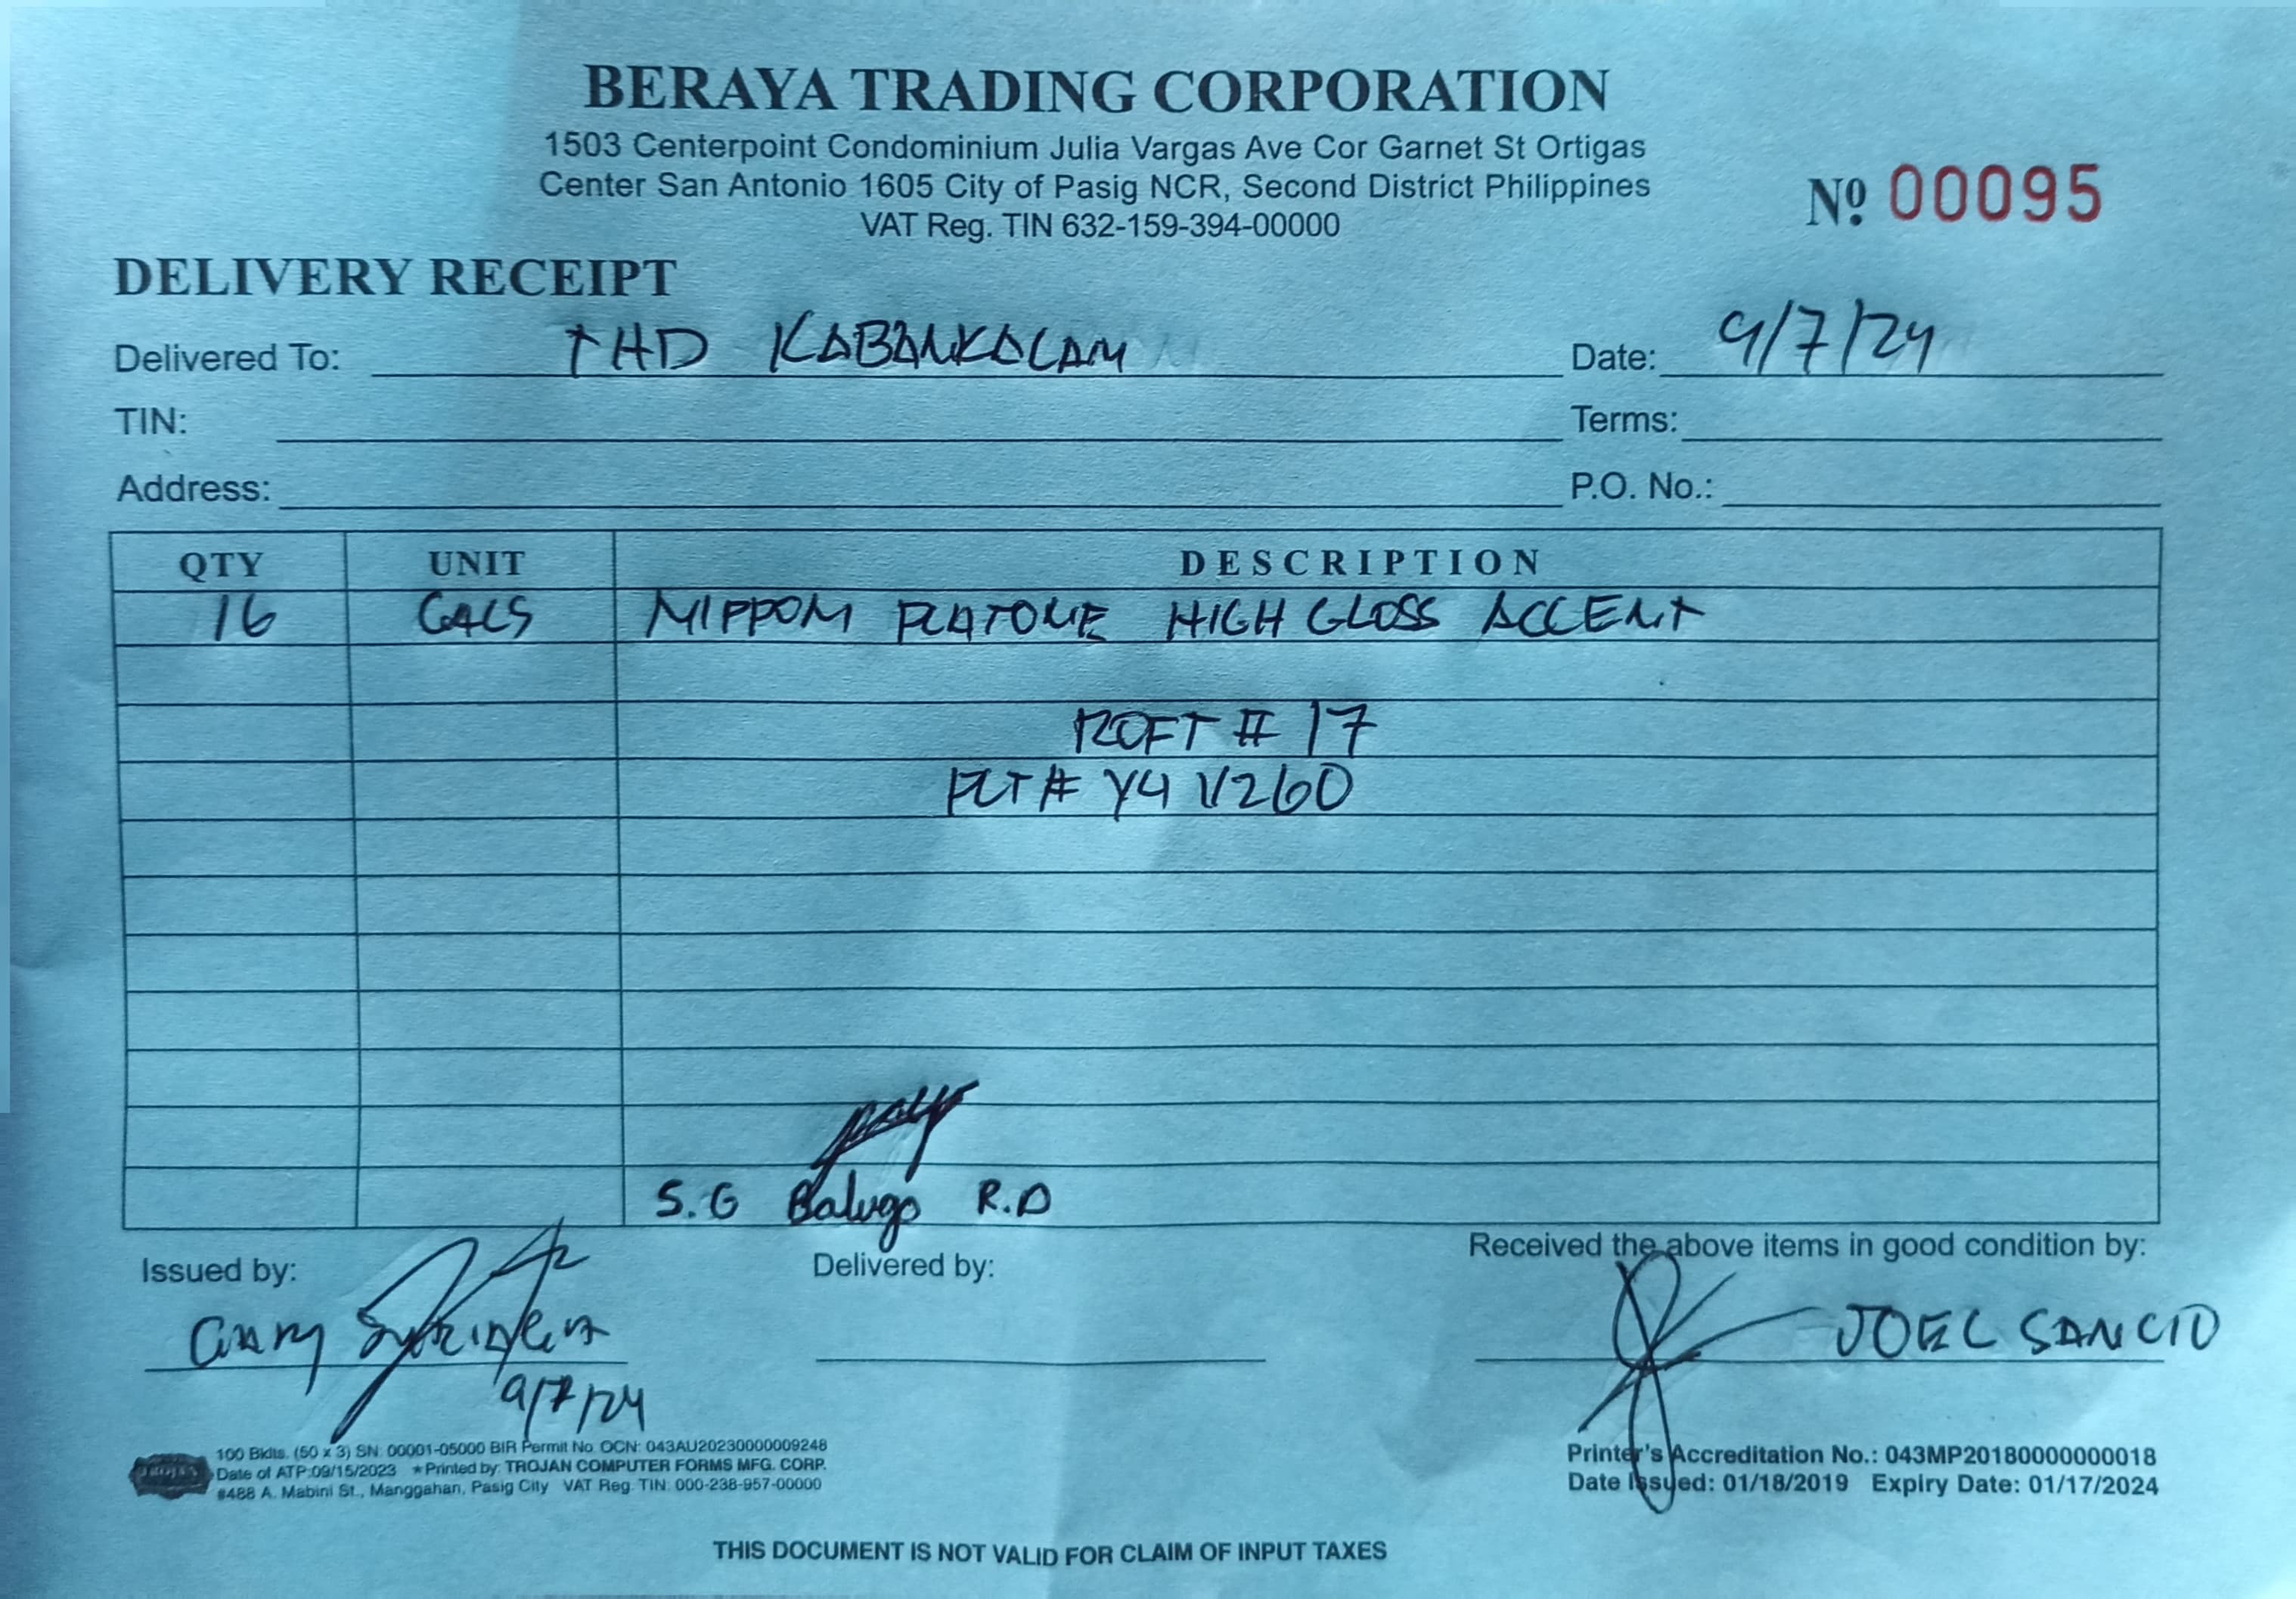 BERAYA TRADING CORPORATION
1503 Centerpoint Condominium Julia Vargas Ave Cor Garnet St Ortigas
Center San Antonio 1605 City of Pasig NCR, Second District Philippines
VAT Reg. TIN 632-159-394-00000
Nº 00095
DELIVERY RECEIPT
Delivered To: THD KABANKALAN Date: 9/7/24
TIN: Terms:
Address: P.O. No.:
QTY UNIT DESCRIPTION
16 GALS NIPPON PLATONE HIGH GLOSS ACCENT
# 17
PLT# Y4 V260
S.G Balugo R.D
Issued by: Delivered by: Received the above items in good condition by:
JOEL SANCIO
9/7/24
100 Bklts. (50 x 3) SN: 00001-05000 BIR Permit No. OCN: 043AU20230000009248
Date of ATP:09/15/2023 *Printed by: TROJAN COMPUTER FORMS MFG. CORP.
#488 A. Mabini St., Manggahan, Pasig City VAT Reg. TIN: 000-238-957-00000
TROJAN
Printer's Accreditation No.: 043MP20180000000018
Date Issued: 01/18/2019 Expiry Date: 01/17/2024
THIS DOCUMENT IS NOT VALID FOR CLAIM OF INPUT TAXES